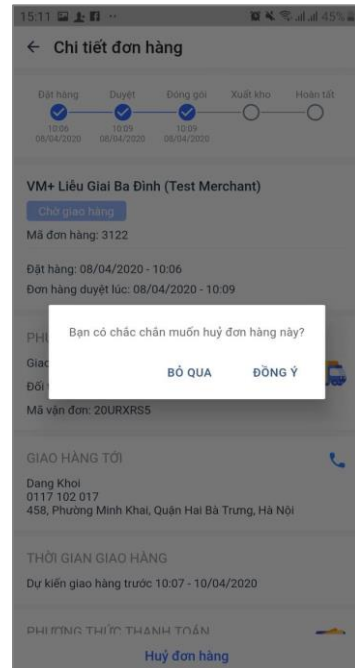 15:11
45%
Chi tiết đơn hàng
Đặt hàng Duyệt Đóng gói Xuất kho Hoàn tất
10:06 10:09 10:09
08/04/2020 08/04/2020 08/04/2020
VM+ Liễu Giai Ba Đình (Test Merchant)
Chờ giao hàng
Mã đơn hàng: 3122
Đặt hàng: 08/04/2020 - 10:06
Đơn hàng duyệt lúc: 08/04/2020 - 10:09
Bạn có chắc chắn muốn huỷ đơn hàng này?
BỎ QUA ĐỒNG Ý
Mã vận đơn: 20URXRS5
GIAO HÀNG TỚI
Dang Khoi
0117 102 017
458, Phường Minh Khai, Quận Hai Bà Trưng, Hà Nội
THỜI GIAN GIAO HÀNG
Dự kiến giao hàng trước 10:07 - 10/04/2020
PHƯƠNG THỨC THANH TOÁN
Huỷ đơn hàng